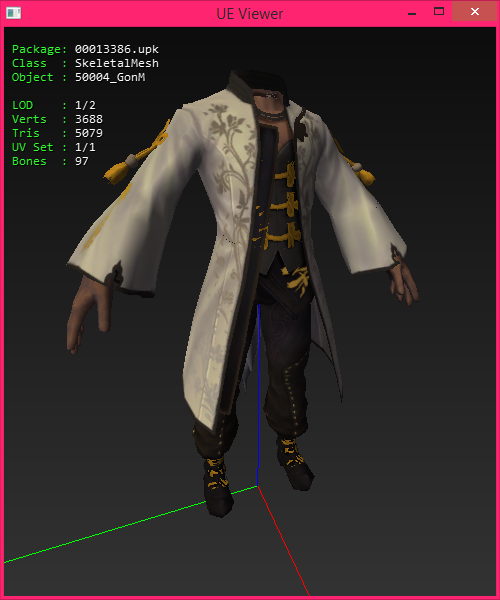 UE Viewer
Package: 00013386.upk
Class : SkeletalMesh
Object : 50004_GonM
LOD : 1/2
Verts : 3688
Tris : 5079
UV Set : 1/1
Bones : 97